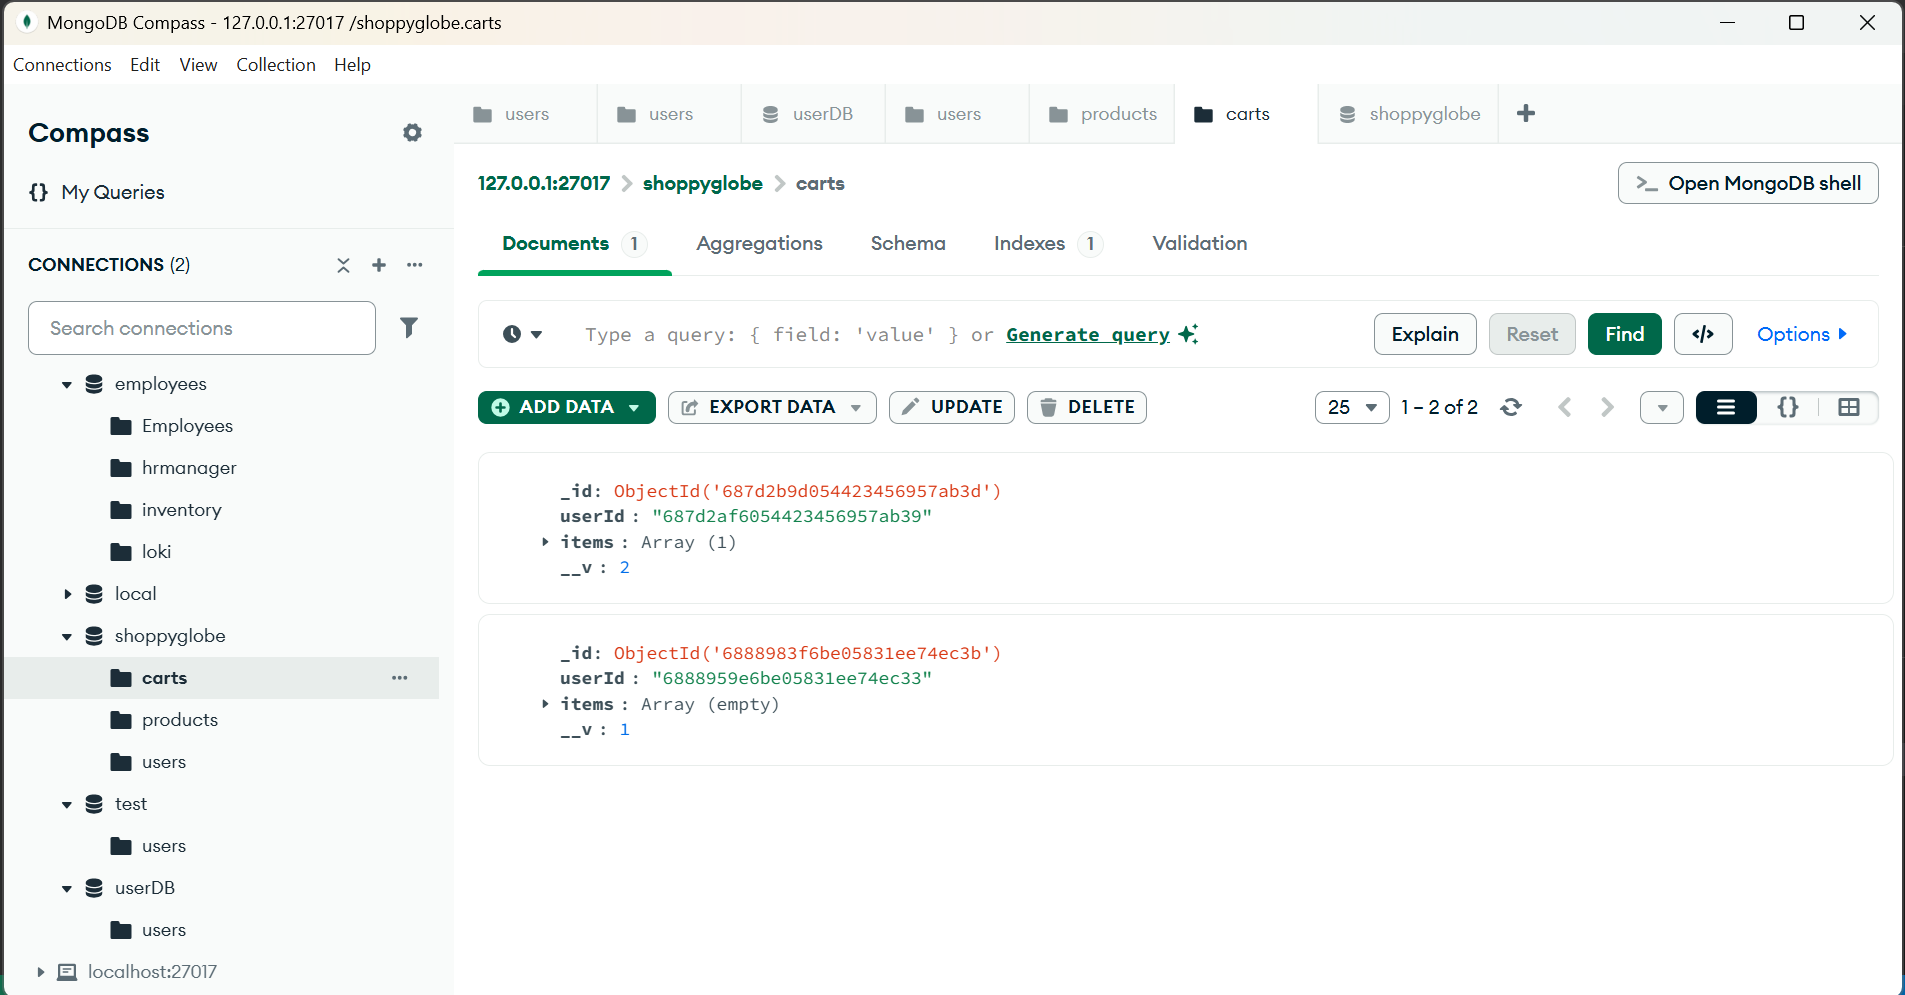 MongoDB Compass - 127.0.0.1:27017 /shoppyglobe.carts
Connections Edit View Collection Help
Compass
My Queries
CONNECTIONS (2)
Search connections
employees
Employees
hrmanager
inventory
loki
local
shoppyglobe
carts
products
users
test
users
userDB
users
localhost:27017
users users userDB users products carts shoppyglobe
127.0.0.1:27017 > shoppyglobe > carts
>_ Open MongoDB shell
Documents 1 Aggregations Schema Indexes 1 Validation
Type a query: { field: 'value' } or Generate query
Explain Reset Find </> Options
ADD DATA EXPORT DATA UPDATE DELETE
25 1 – 2 of 2 {}
_id: ObjectId('687d2b9d054423456957ab3d')
userId : "687d2af6054423456957ab39"
items : Array (1)
__v : 2
_id: ObjectId('6888983f6be05831ee74ec3b')
userId : "6888959e6be05831ee74ec33"
items : Array (empty)
__v : 1